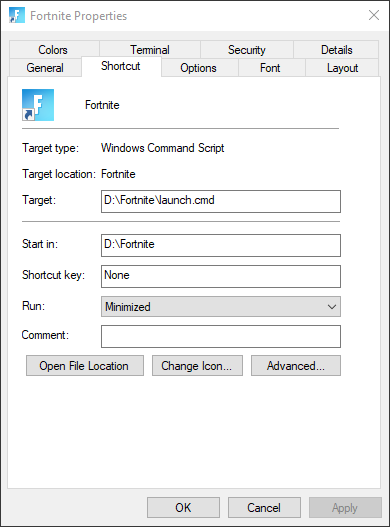 Fortnite Properties
Colors Terminal Security Details
General Shortcut Options Font Layout
Fortnite
Target type: Windows Command Script
Target location: Fortnite
Target: D:\Fortnite\launch.cmd
Start in: D:\Fortnite
Shortcut key: None
Run: Minimized
Comment:
Open File Location Change Icon... Advanced...
OK Cancel Apply